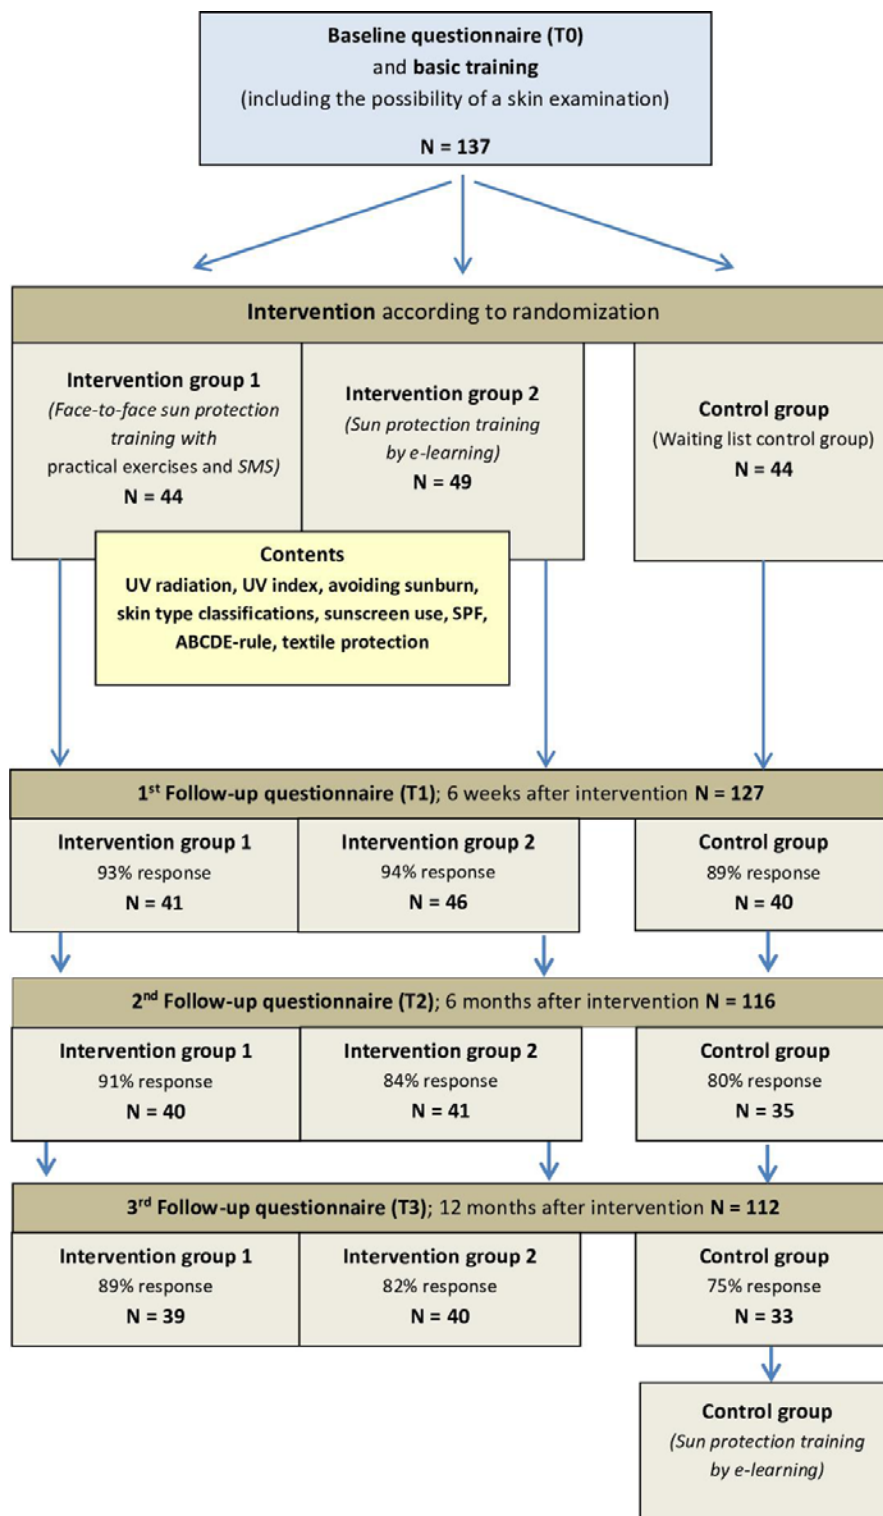 Baseline questionnaire (T0)
and basic training
(including the possibility of a skin examination)
N = 137
Intervention according to randomization
Intervention group 1
(Face-to-face sun protection
training with
practical exercises and SMS)
N = 44
Intervention group 2
(Sun protection training
by e-learning)
N = 49
Control group
(Waiting list control group)
N = 44
Contents
UV radiation, UV index, avoiding sunburn,
skin type classifications, sunscreen use, SPF,
ABCDE-rule, textile protection
1st Follow-up questionnaire (T1); 6 weeks after intervention N = 127
Intervention group 1
93% response
N = 41
Intervention group 2
94% response
N = 46
Control group
89% response
N = 40
2nd Follow-up questionnaire (T2); 6 months after intervention N = 116
Intervention group 1
91% response
N = 40
Intervention group 2
84% response
N = 41
Control group
80% response
N = 35
3rd Follow-up questionnaire (T3); 12 months after intervention N = 112
Intervention group 1
89% response
N = 39
Intervention group 2
82% response
N = 40
Control group
75% response
N = 33
Control group
(Sun protection training
by e-learning)